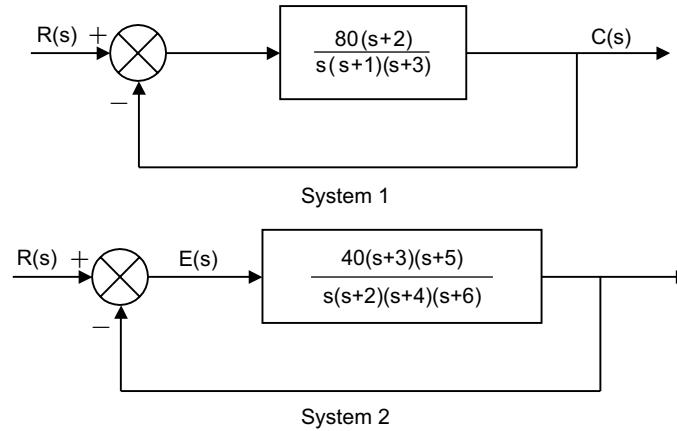 R(s) + 80(s+2) C(s)
s(s+1)(s+3)
−
System 1
R(s) + E(s) 40(s+3)(s+5)
s(s+2)(s+4)(s+6)
−
System 2